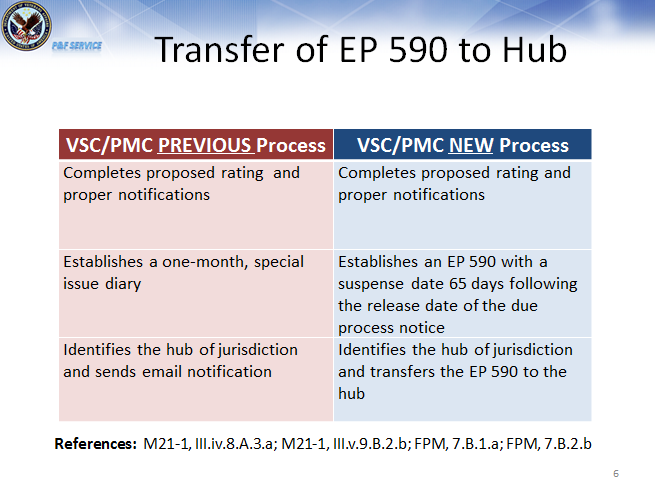 P&F SERVICE
Transfer of EP 590 to Hub
VSC/PMC PREVIOUS Process
VSC/PMC NEW Process
Completes proposed rating and
proper notifications
Completes proposed rating and
proper notifications
Establishes a one-month, special
issue diary
Establishes an EP 590 with a
suspense date 65 days following
the release date of the due
process notice
Identifies the hub of jurisdiction
and sends email notification
Identifies the hub of jurisdiction
and transfers the EP 590 to the
hub
References: M21-1, III.iv.8.A.3.a; M21-1, III.v.9.B.2.b; FPM, 7.B.1.a; FPM, 7.B.2.b
6